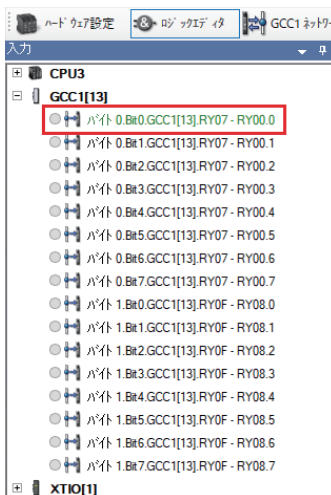 ﾊｰﾄﾞｳｪｱ設定 ﾛｼﾞｯｸｴﾃﾞｨﾀ GCC1 ﾈｯﾄﾜｰ
入力
CPU3
GCC1[13]
ﾊﾞｲﾄ 0.Bit0.GCC1[13].RY07 - RY00.0
ﾊﾞｲﾄ 0.Bit1.GCC1[13].RY07 - RY00.1
ﾊﾞｲﾄ 0.Bit2.GCC1[13].RY07 - RY00.2
ﾊﾞｲﾄ 0.Bit3.GCC1[13].RY07 - RY00.3
ﾊﾞｲﾄ 0.Bit4.GCC1[13].RY07 - RY00.4
ﾊﾞｲﾄ 0.Bit5.GCC1[13].RY07 - RY00.5
ﾊﾞｲﾄ 0.Bit6.GCC1[13].RY07 - RY00.6
ﾊﾞｲﾄ 0.Bit7.GCC1[13].RY07 - RY00.7
ﾊﾞｲﾄ 1.Bit0.GCC1[13].RY0F - RY08.0
ﾊﾞｲﾄ 1.Bit1.GCC1[13].RY0F - RY08.1
ﾊﾞｲﾄ 1.Bit2.GCC1[13].RY0F - RY08.2
ﾊﾞｲﾄ 1.Bit3.GCC1[13].RY0F - RY08.3
ﾊﾞｲﾄ 1.Bit4.GCC1[13].RY0F - RY08.4
ﾊﾞｲﾄ 1.Bit5.GCC1[13].RY0F - RY08.5
ﾊﾞｲﾄ 1.Bit6.GCC1[13].RY0F - RY08.6
ﾊﾞｲﾄ 1.Bit7.GCC1[13].RY0F - RY08.7
XTIO[1]